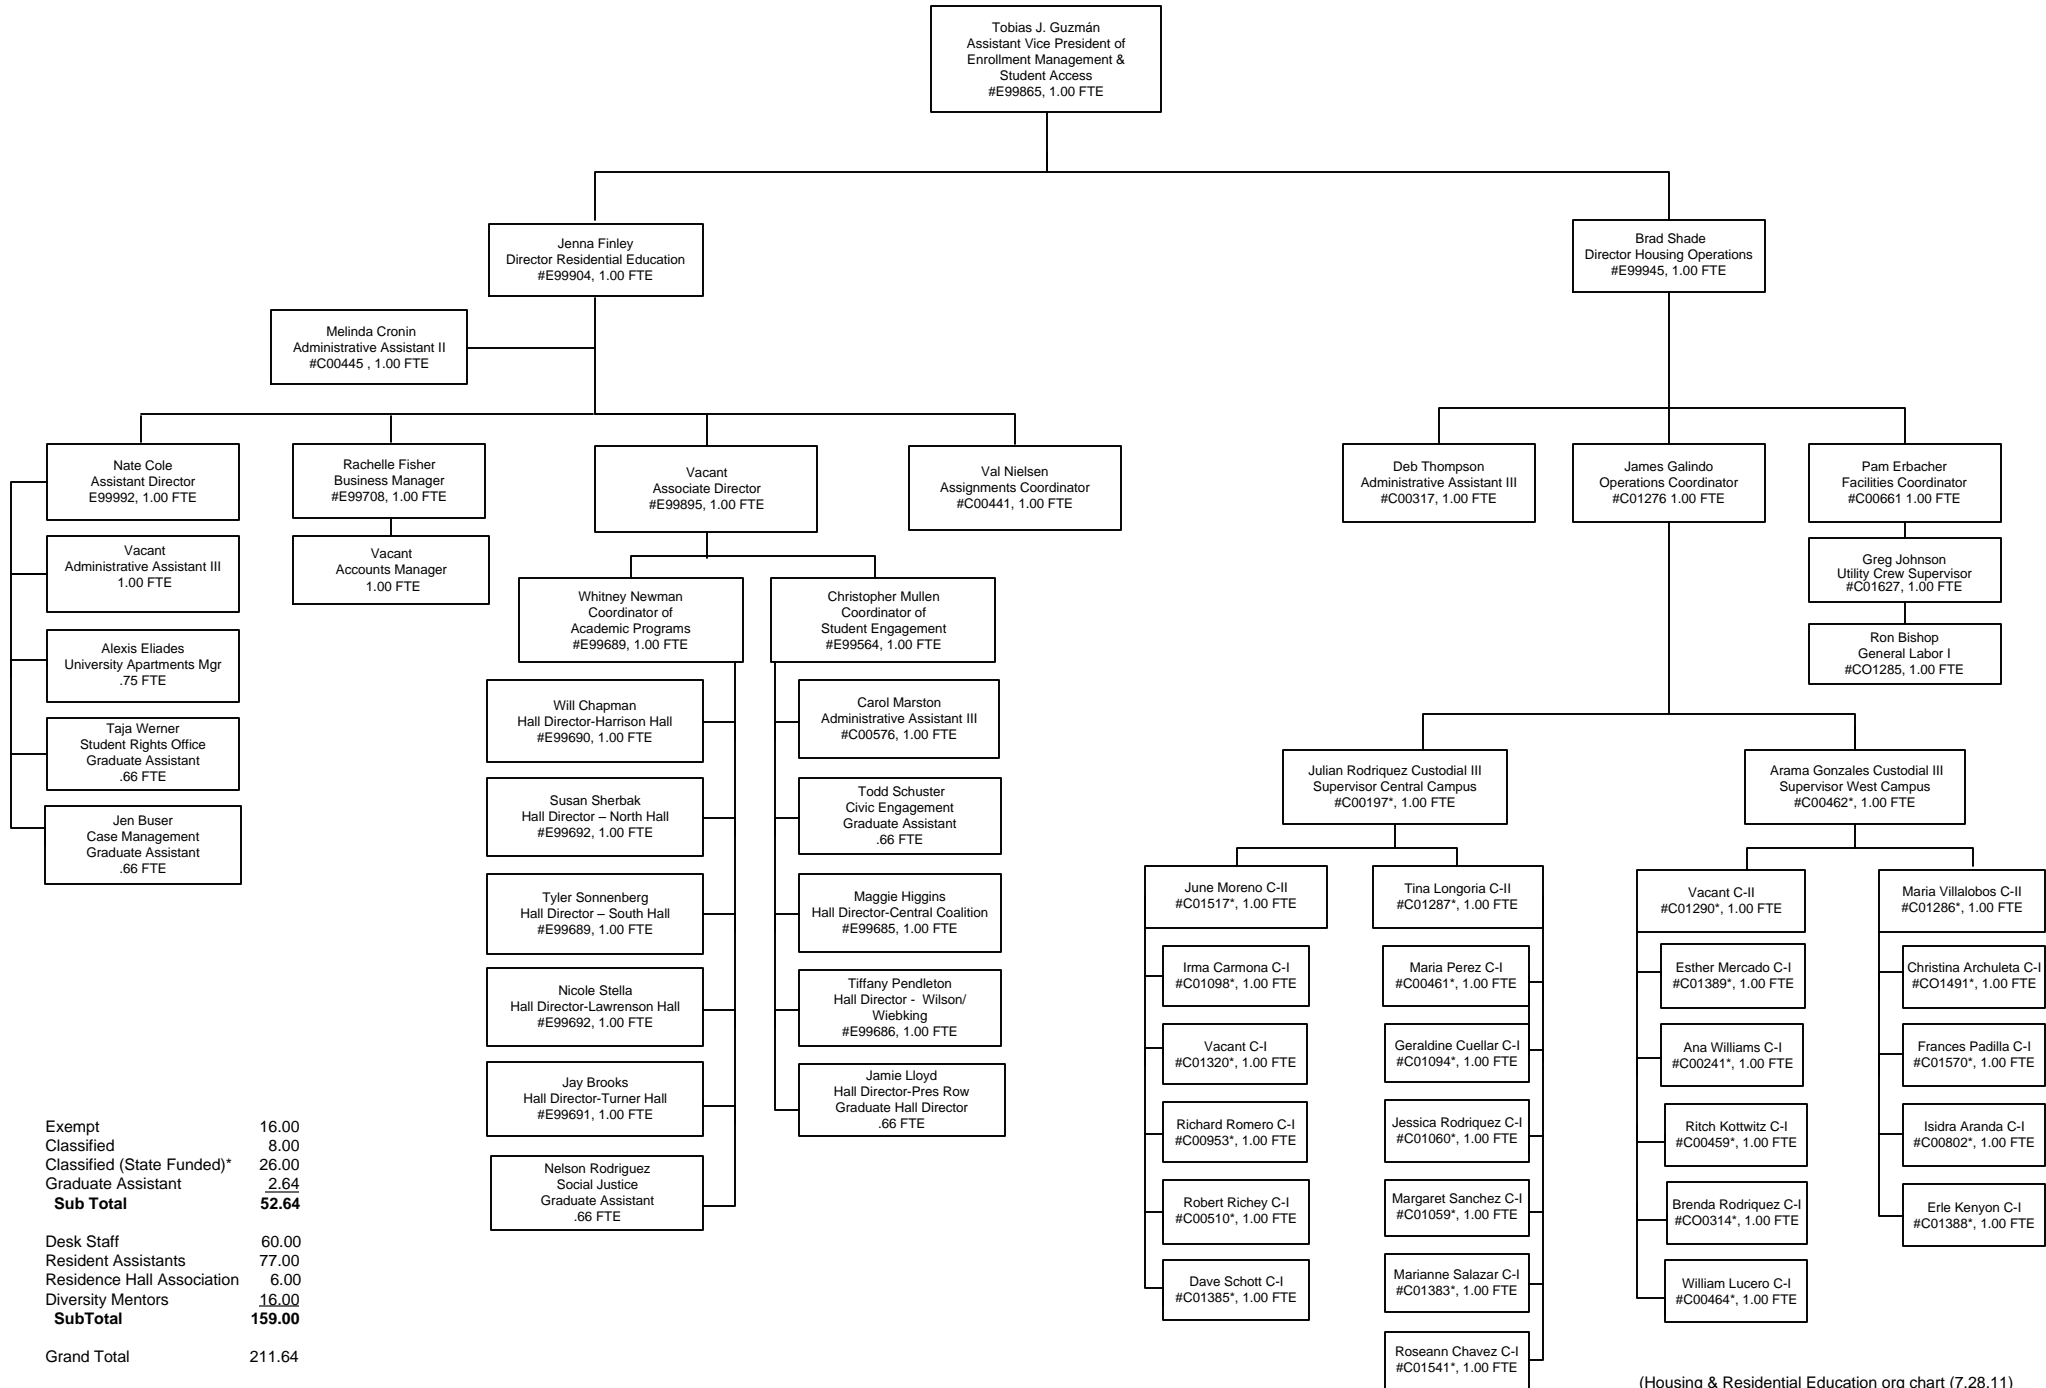 Tobias J. Guzmán
Assistant Vice President of
Enrollment Management &
Student Access
#E99865, 1.00 FTE
Jenna Finley
Director Residential Education
#E99904, 1.00 FTE
Brad Shade
Director Housing Operations
#E99945, 1.00 FTE
Melinda Cronin
Administrative Assistant II
#C00445 , 1.00 FTE
Nate Cole
Assistant Director
E99992, 1.00 FTE
Vacant
Administrative Assistant III
1.00 FTE
Alexis Eliades
University Apartments Mgr
.75 FTE
Taja Werner
Student Rights Office
Graduate Assistant
.66 FTE
Jen Buser
Case Management
Graduate Assistant
.66 FTE
Rachelle Fisher
Business Manager
#E99708, 1.00 FTE
Vacant
Accounts Manager
1.00 FTE
Vacant
Associate Director
#E99895, 1.00 FTE
Val Nielsen
Assignments Coordinator
#C00441, 1.00 FTE
Whitney Newman
Coordinator of
Academic Programs
#E99689, 1.00 FTE
Will Chapman
Hall Director-Harrison Hall
#E99690, 1.00 FTE
Susan Sherbak
Hall Director – North Hall
#E99692, 1.00 FTE
Tyler Sonnenberg
Hall Director – South Hall
#E99689, 1.00 FTE
Nicole Stella
Hall Director-Lawrenson Hall
#E99692, 1.00 FTE
Jay Brooks
Hall Director-Turner Hall
#E99691, 1.00 FTE
Nelson Rodriguez
Social Justice
Graduate Assistant
.66 FTE
Christopher Mullen
Coordinator of
Student Engagement
#E99564, 1.00 FTE
Carol Marston
Administrative Assistant III
#C00576, 1.00 FTE
Todd Schuster
Civic Engagement
Graduate Assistant
.66 FTE
Maggie Higgins
Hall Director-Central Coalition
#E99685, 1.00 FTE
Tiffany Pendleton
Hall Director -  Wilson/
Wiebking
#E99686, 1.00 FTE
Jamie Lloyd
Hall Director-Pres Row
Graduate Hall Director
.66 FTE
Deb Thompson
Administrative Assistant III
#C00317, 1.00 FTE
James Galindo
Operations Coordinator
#C01276 1.00 FTE
Pam Erbacher
Facilities Coordinator
#C00661 1.00 FTE
Greg Johnson
Utility Crew Supervisor
#C01627, 1.00 FTE
Ron Bishop
General Labor I
#CO1285, 1.00 FTE
Julian Rodriquez Custodial III
Supervisor Central Campus
#C00197*, 1.00 FTE
Arama Gonzales Custodial III
Supervisor West Campus
#C00462*, 1.00 FTE
June Moreno C-II
#C01517*, 1.00 FTE
Irma Carmona C-I
#C01098*, 1.00 FTE
Vacant C-I
#C01320*, 1.00 FTE
Richard Romero C-I
#C00953*, 1.00 FTE
Robert Richey C-I
#C00510*, 1.00 FTE
Dave Schott C-I
#C01385*, 1.00 FTE
Tina Longoria C-II
#C01287*, 1.00 FTE
Maria Perez C-I
#C00461*, 1.00 FTE
Geraldine Cuellar C-I
#C01094*, 1.00 FTE
Jessica Rodriquez C-I
#C01060*, 1.00 FTE
Margaret Sanchez C-I
#C01059*, 1.00 FTE
Marianne Salazar C-I
#C01383*, 1.00 FTE
Roseann Chavez C-I
#C01541*, 1.00 FTE
Vacant C-II
#C01290*, 1.00 FTE
Esther Mercado C-I
#C01389*, 1.00 FTE
Ana Williams C-I
#C00241*, 1.00 FTE
Ritch Kottwitz C-I
#C00459*, 1.00 FTE
Brenda Rodriquez C-I
#CO0314*, 1.00 FTE
William Lucero C-I
#C00464*, 1.00 FTE
Maria Villalobos C-II
#C01286*, 1.00 FTE
Christina Archuleta C-I
#CO1491*, 1.00 FTE
Frances Padilla C-I
#C01570*, 1.00 FTE
Isidra Aranda C-I
#C00802*, 1.00 FTE
Erle Kenyon C-I
#C01388*, 1.00 FTE
Exempt 16.00
Classified 8.00
Classified (State Funded)* 26.00
Graduate Assistant 2.64
Sub Total 52.64
Desk Staff 60.00
Resident Assistants 77.00
Residence Hall Association 6.00
Diversity Mentors 16.00
SubTotal 159.00
Grand Total 211.64
(Housing & Residential Education org chart (7.28.11)